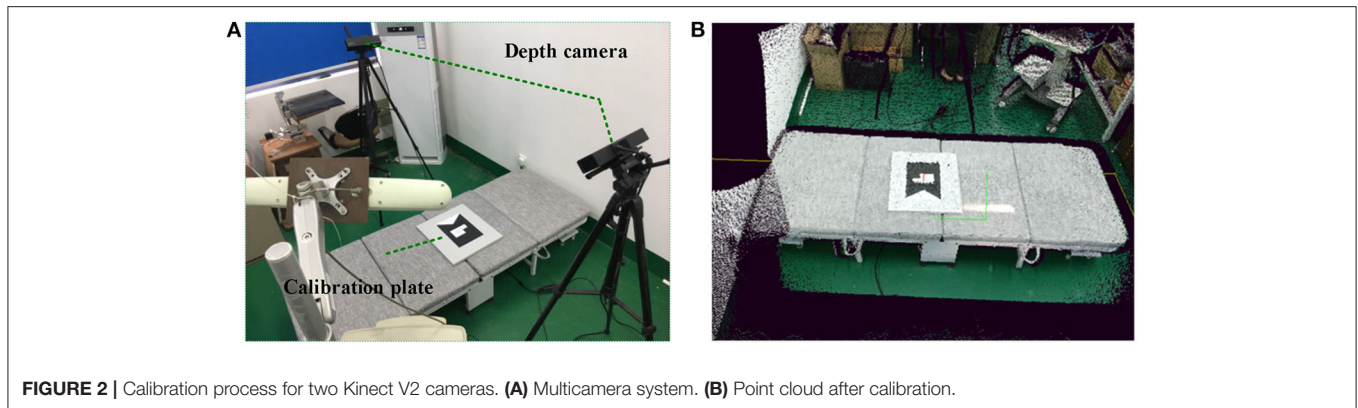 A
B
Depth camera
Calibration plate
FIGURE 2 | Calibration process for two Kinect V2 cameras. (A) Multicamera system. (B) Point cloud after calibration.